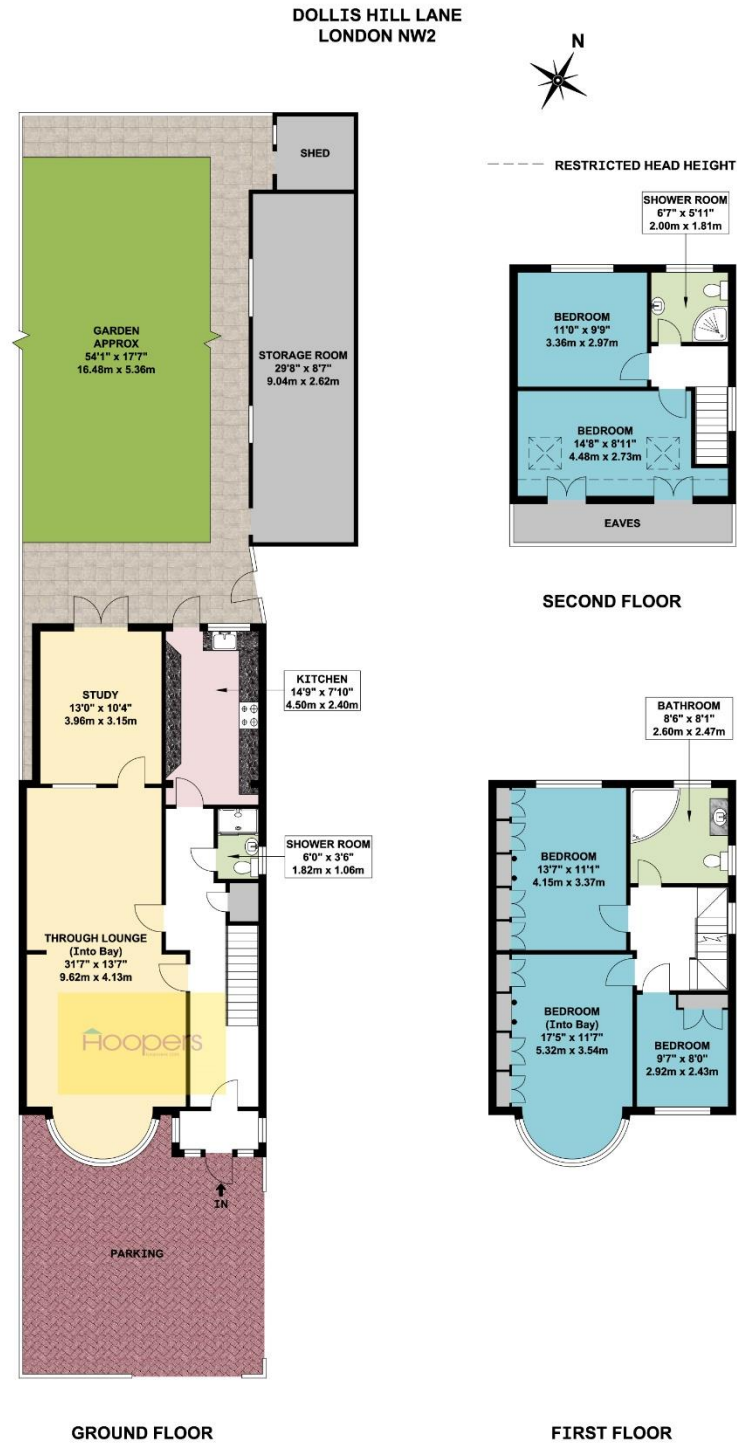 DOLLIS HILL LANE
LONDON NW2
N
RESTRICTED HEAD HEIGHT
SHED
GARDEN
APPROX
54'1" x 17'7"
16.48m x 5.36m
STORAGE ROOM
29'8" x 8'7"
9.04m x 2.62m
STUDY
13'0" x 10'4"
3.96m x 3.15m
KITCHEN
14'9" x 7'10"
4.50m x 2.40m
SHOWER ROOM
6'0" x 3'6"
1.82m x 1.06m
THROUGH LOUNGE
(Into Bay)
31'7" x 13'7"
9.62m x 4.13m
Hoopers
IN
PARKING
GROUND FLOOR
SHOWER ROOM
6'7" x 5'11"
2.00m x 1.81m
BEDROOM
11'0" x 9'9"
3.36m x 2.97m
BEDROOM
14'8" x 8'11"
4.48m x 2.73m
EAVES
SECOND FLOOR
BATHROOM
8'6" x 8'1"
2.60m x 2.47m
BEDROOM
13'7" x 11'1"
4.15m x 3.37m
BEDROOM
(Into Bay)
17'5" x 11'7"
5.32m x 3.54m
BEDROOM
9'7" x 8'0"
2.92m x 2.43m
FIRST FLOOR